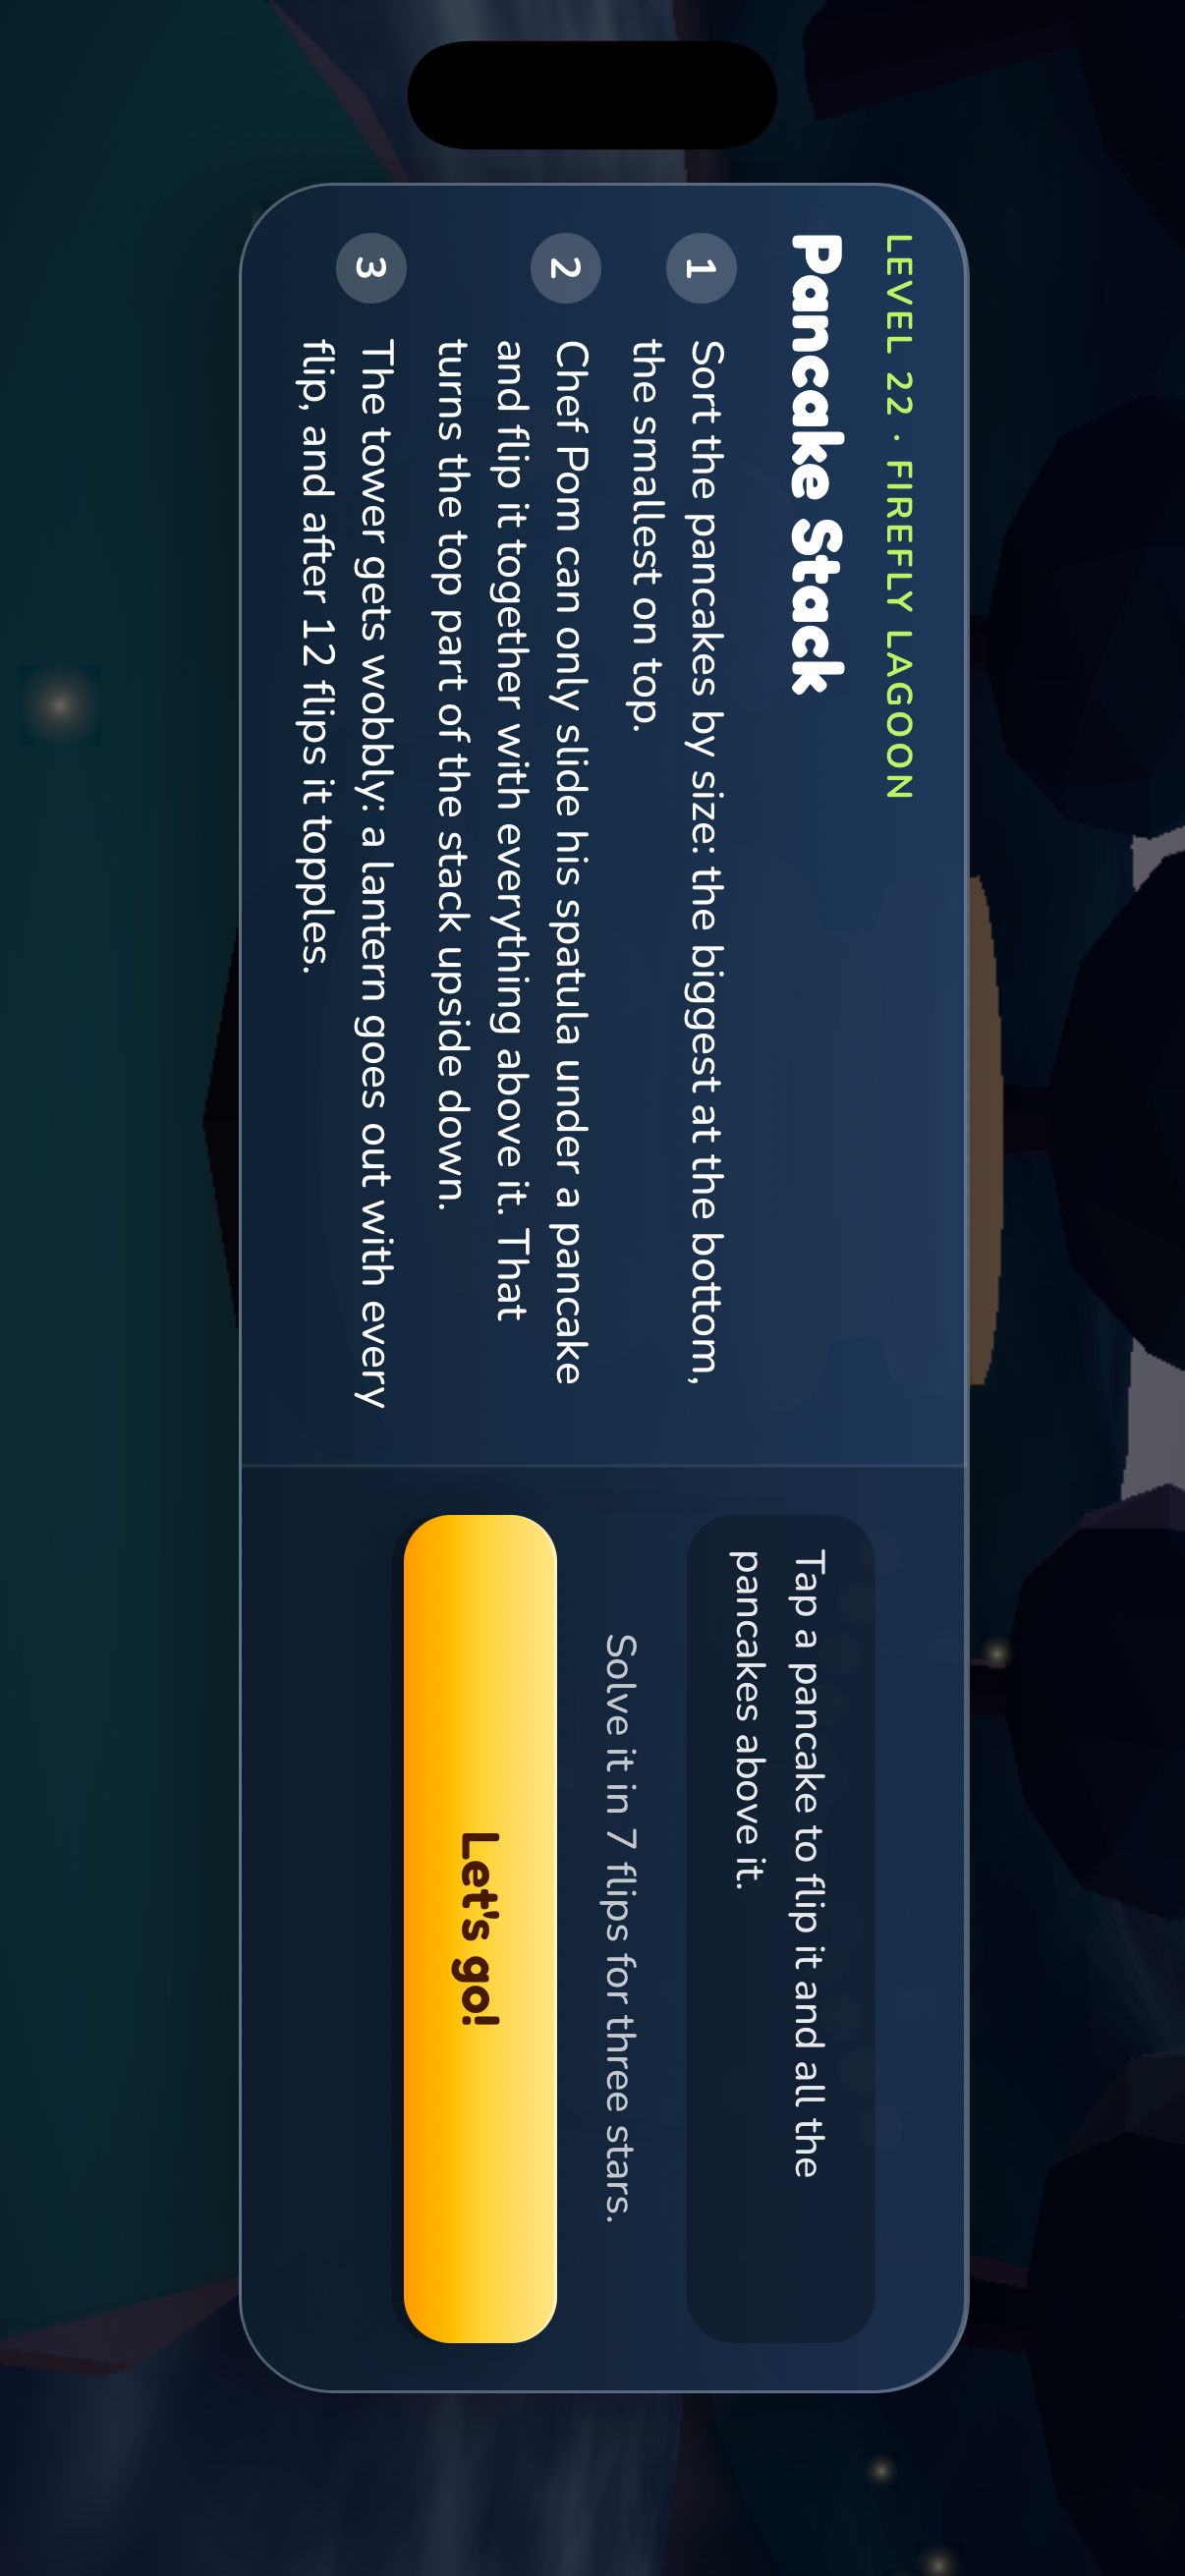 LEVEL 22 · FIREFLY LAGOON
Pancake Stack
1 Sort the pancakes by size: the biggest at the bottom,
the smallest on top.
2 Chef Pom can only slide his spatula under a pancake
and flip it together with everything above it. That
turns the top part of the stack upside down.
3 The tower gets wobbly: a lantern goes out with every
flip, and after 12 flips it topples.
Tap a pancake to flip it and all the
pancakes above it.
Solve it in 7 flips for three stars.
Let's go!